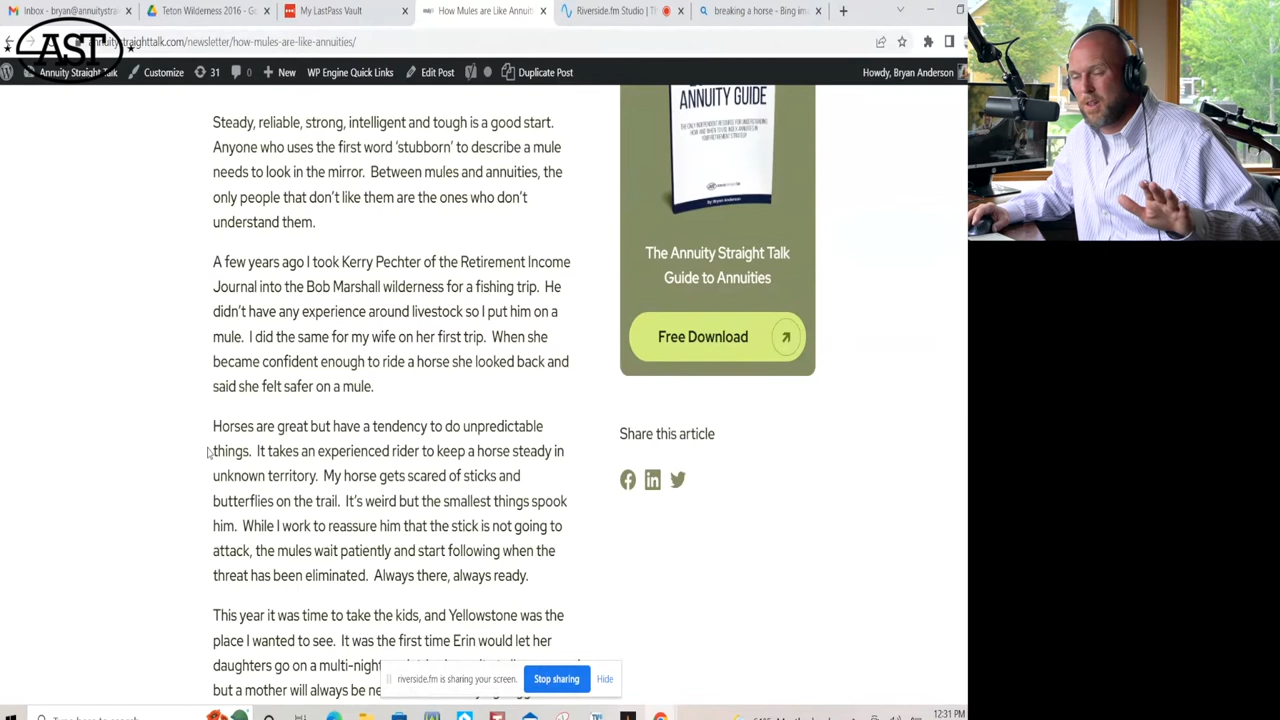 Inbox - bryan@annuitystra
Teton Wilderness 2016 - G
My LastPass Vault
How Mules are Like Annuities
Riverside.fm Studio | Th
breaking a horse - Bing im
AST
annuitystraighttalk.com/newsletter/how-mules-are-like-annuities/
Annuity Straight Talk
Customize
31
0
New
WP Engine Quick Links
Edit Post
Duplicate Post
Howdy, Bryan Anderson
Steady, reliable, strong, intelligent and tough is a good start.
Anyone who uses the first word ‘stubborn’ to describe a mule
needs to look in the mirror. Between mules and annuities, the
only people that don’t like them are the ones who don’t
understand them.
A few years ago I took Kerry Pechter of the Retirement Income
Journal into the Bob Marshall wilderness for a fishing trip. He
didn’t have any experience around livestock so I put him on a
mule. I did the same for my wife on her first trip. When she
became confident enough to ride a horse she looked back and
said she felt safer on a mule.
Horses are great but have a tendency to do unpredictable
things. It takes an experienced rider to keep a horse steady in
unknown territory. My horse gets scared of sticks and
butterflies on the trail. It’s weird but the smallest things spook
him. While I work to reassure him that the stick is not going to
attack, the mules wait patiently and start following when the
threat has been eliminated. Always there, always ready.
This year it was time to take the kids, and Yellowstone was the
place I wanted to see. It was the first time Erin would let her
daughters go on a multi-night
but a mother will always be ne
ANNUITY GUIDE
By Bryan Anderson
The Annuity Straight Talk
Guide to Annuities
Free Download
Share this article
riverside.fm is sharing your screen.
Stop sharing
Hide
Type here to search
12:31 PM